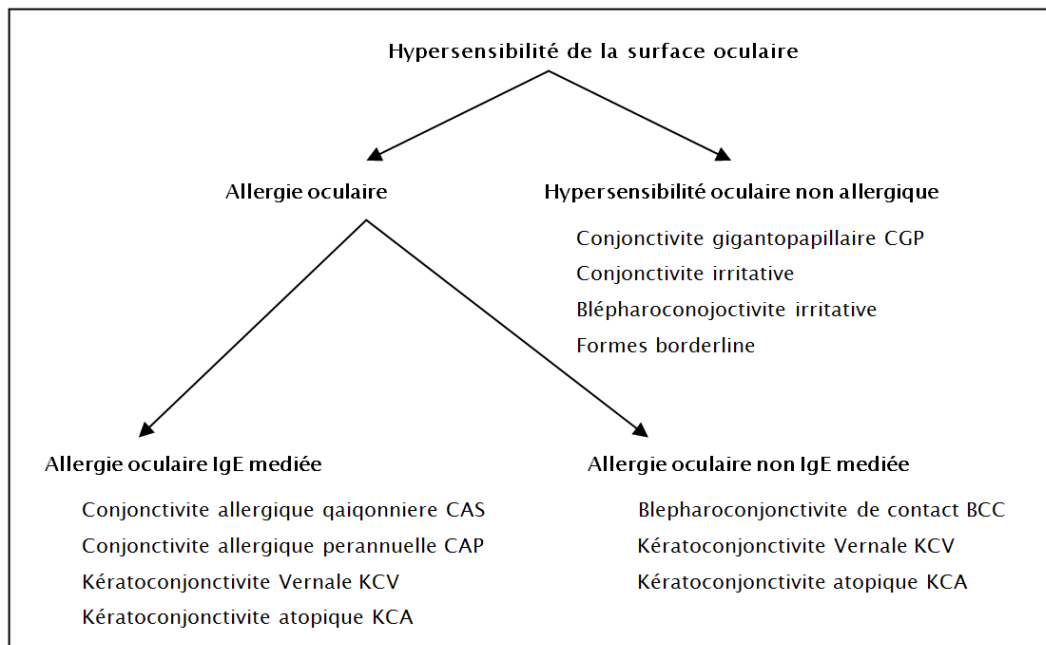 Hypersensibilité de la surface oculaire
Allergie oculaire
Hypersensibilité oculaire non allergique
Conjonctivite gigantopapillaire CGP
Conjonctivite irritative
Blépharoconojoctivite irritative
Formes borderline
Allergie oculaire IgE mediée
Conjonctivite allergique qaiqonniere CAS
Conjonctivite allergique perannuelle CAP
Kératoconjonctivite Vernale KCV
Kératoconjonctivite atopique KCA
Allergie oculaire non IgE mediée
Blepharoconjonctivite de contact BCC
Kératoconjonctivite Vernale KCV
Kératoconjonctivite atopique KCA